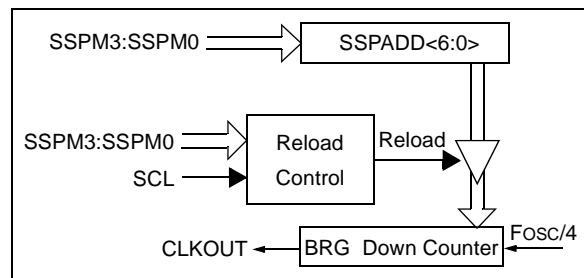 SSPM3:SSPM0
SSPADD<6:0>
SSPM3:SSPM0
SCL
Reload
Control
Reload
CLKOUT
BRG Down Counter
FOSC/4